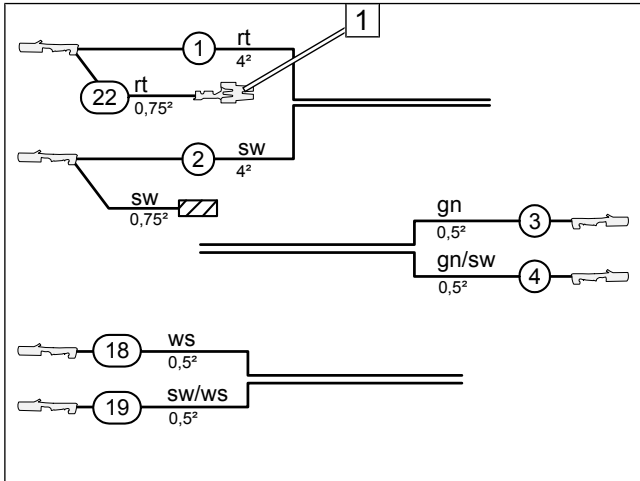 1
1 rt
4²
22 rt
0,75²
2 sw
4²
sw
0,75²
gn 3
0,5²
gn/sw 4
0,5²
18 ws
0,5²
19 sw/ws
0,5²